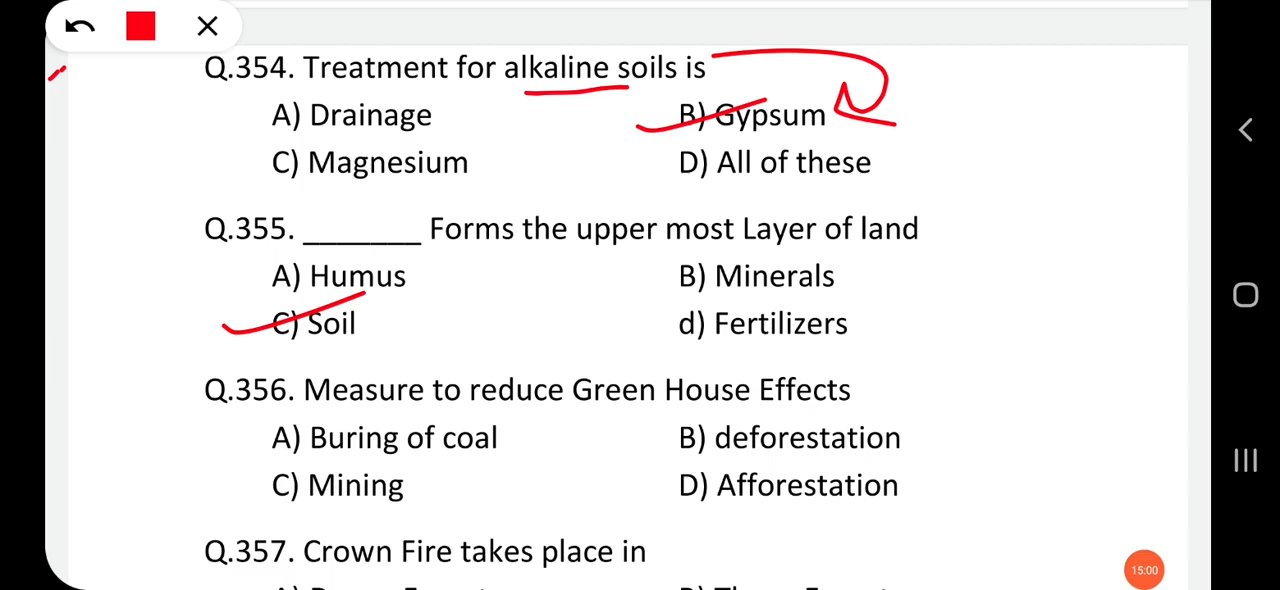 Q.354. Treatment for alkaline soils is
A) Drainage B) Gypsum
C) Magnesium D) All of these
Q.355. _______ Forms the upper most Layer of land
A) Humus B) Minerals
C) Soil d) Fertilizers
Q.356. Measure to reduce Green House Effects
A) Buring of coal B) deforestation
C) Mining D) Afforestation
Q.357. Crown Fire takes place in
15:00